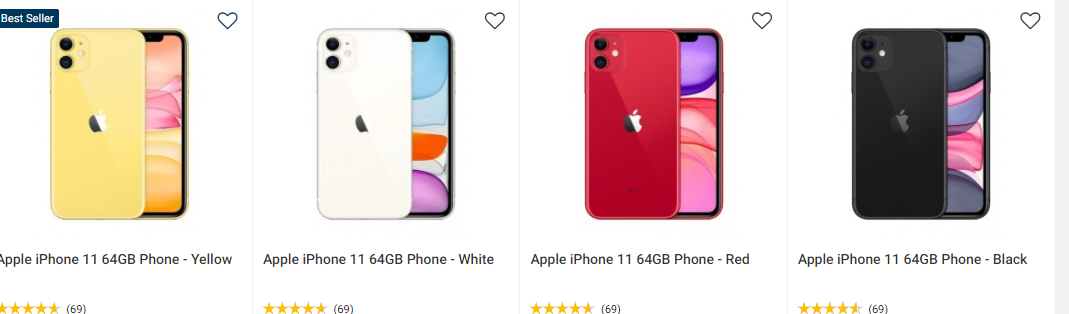 Best Seller
Apple iPhone 11 64GB Phone - Yellow
Apple iPhone 11 64GB Phone - White
Apple iPhone 11 64GB Phone - Red
Apple iPhone 11 64GB Phone - Black
(69)
(69)
(69)
(69)